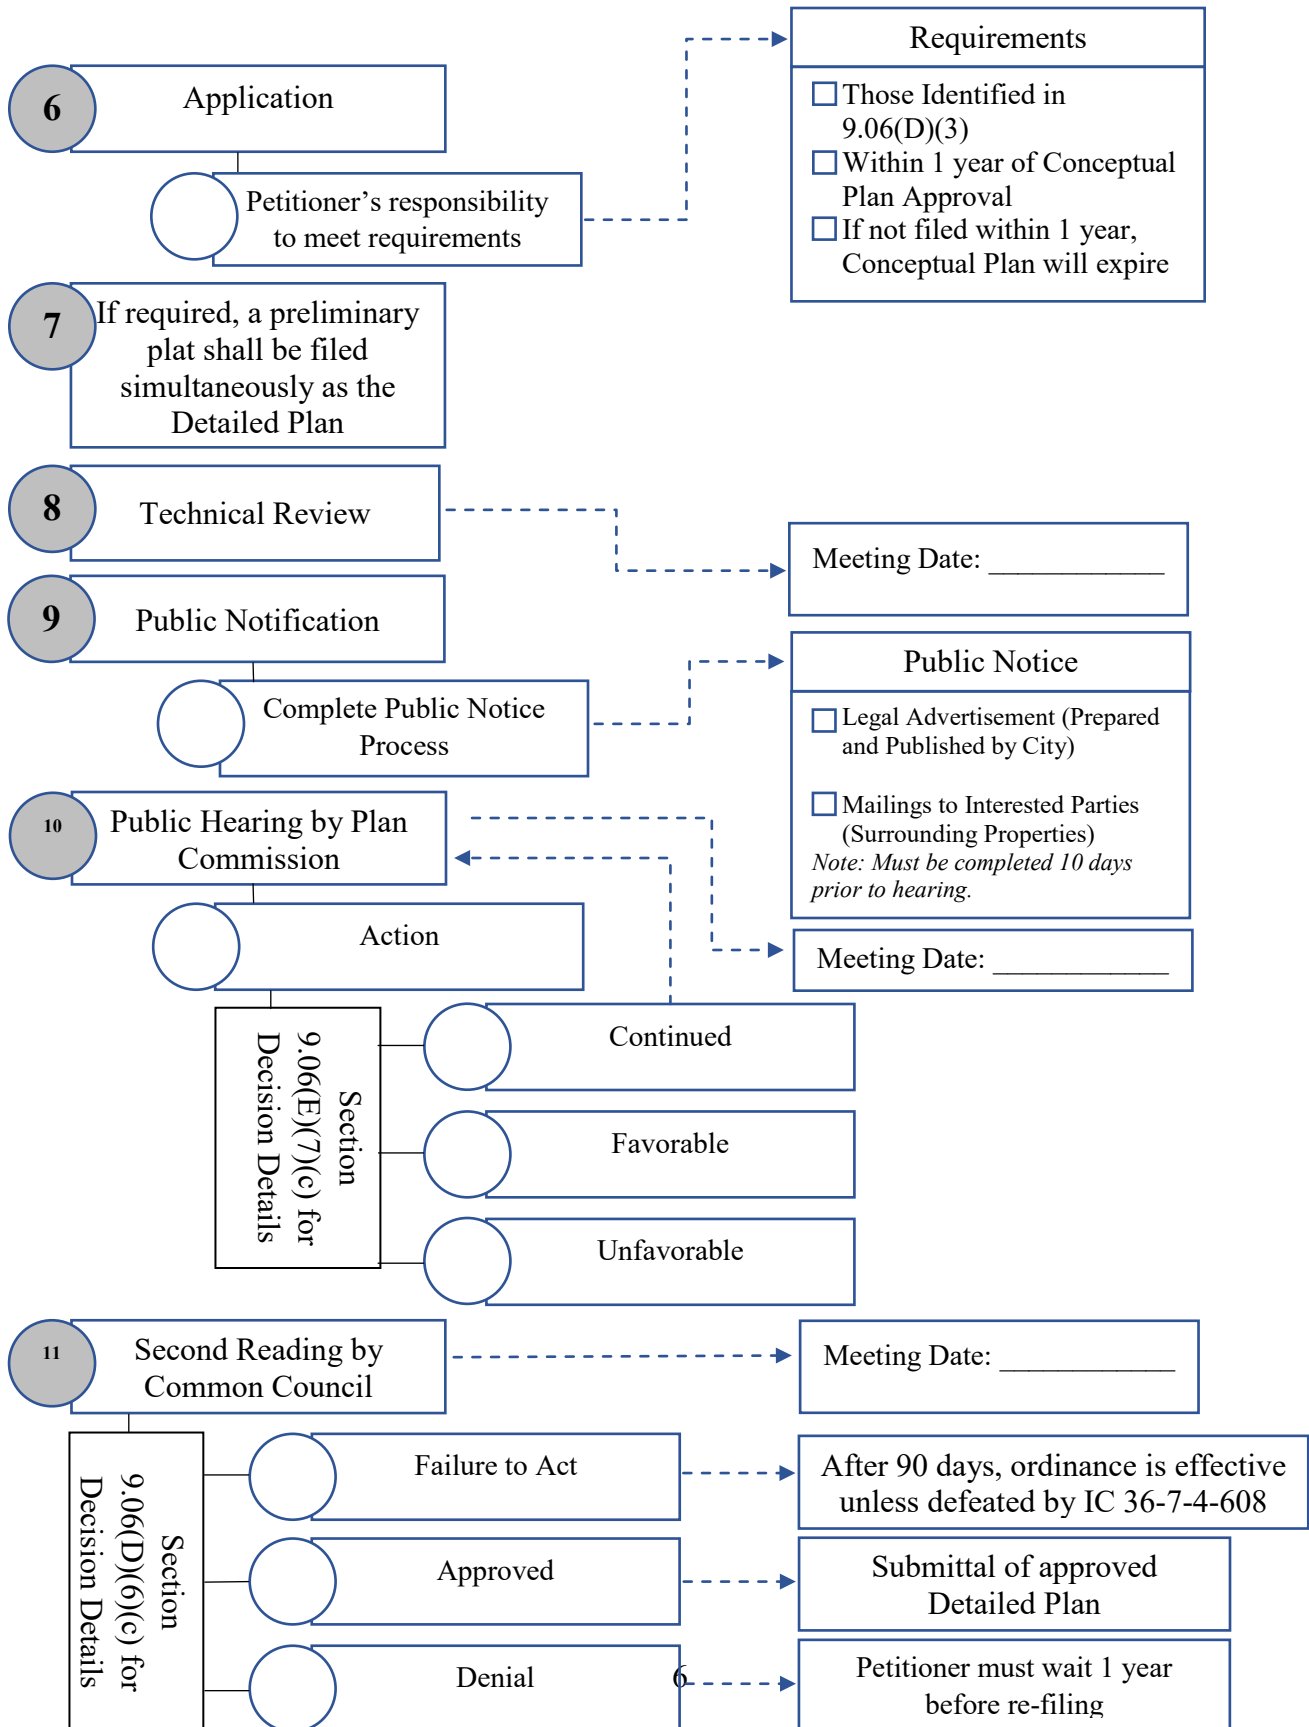 Requirements
6
Application
Those Identified in
9.06(D)(3)
Within 1 year of Conceptual
Plan Approval
If not filed within 1 year,
Conceptual Plan will expire
Petitioner’s responsibility
to meet requirements
7
If required, a preliminary
plat shall be filed
simultaneously as the
Detailed Plan
8
Technical Review
Meeting Date: ____________
9
Public Notification
Public Notice
Complete Public Notice
Process
Legal Advertisement (Prepared
and Published by City)
Mailings to Interested Parties
(Surrounding Properties)
Note: Must be completed 10 days
prior to hearing.
10
Public Hearing by Plan
Commission
Meeting Date: ____________
Action
Section
9.06(E)(7)(c) for
Decision Details
Continued
Favorable
Unfavorable
11
Second Reading by
Common Council
Meeting Date: ____________
Section
9.06(D)(6)(c) for
Decision Details
Failure to Act
After 90 days, ordinance is effective
unless defeated by IC 36-7-4-608
Approved
Submittal of approved
Detailed Plan
Denial
Petitioner must wait 1 year
before re-filing
6